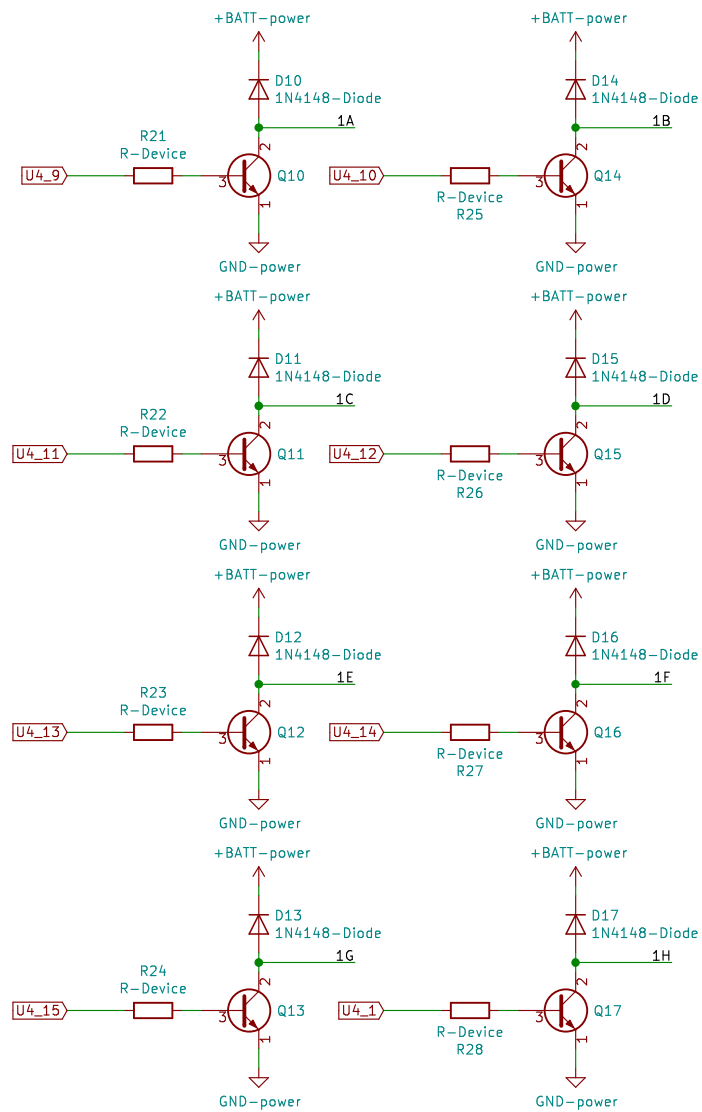 +BATT-power
D10
1N4148-Diode
1A
R21
R-Device
U4_9
2
3
1
Q10
GND-power
+BATT-power
D14
1N4148-Diode
1B
U4_10
R-Device
R25
2
3
1
Q14
GND-power
+BATT-power
D11
1N4148-Diode
1C
R22
R-Device
U4_11
2
3
1
Q11
GND-power
+BATT-power
D15
1N4148-Diode
1D
U4_12
R-Device
R26
2
3
1
Q15
GND-power
+BATT-power
D12
1N4148-Diode
1E
R23
R-Device
U4_13
2
3
1
Q12
GND-power
+BATT-power
D16
1N4148-Diode
1F
U4_14
R-Device
R27
2
3
1
Q16
GND-power
+BATT-power
D13
1N4148-Diode
1G
R24
R-Device
U4_15
2
3
1
Q13
GND-power
+BATT-power
D17
1N4148-Diode
1H
U4_1
R-Device
R28
2
3
1
Q17
GND-power